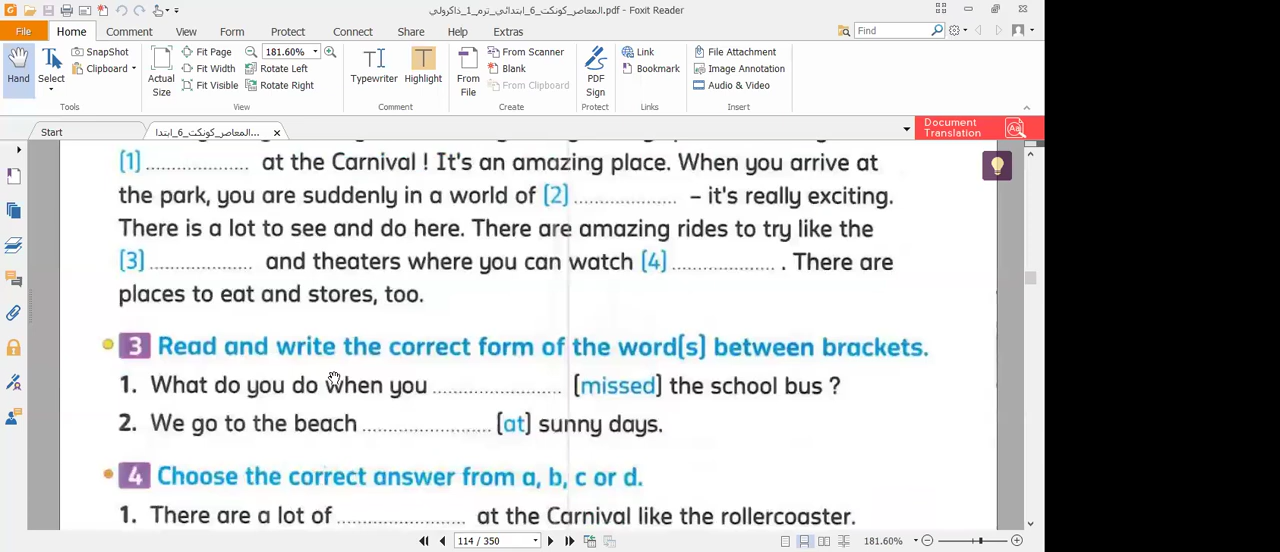 المعاصر_كونكت_6_ابتدائي_ترم_1_ذاكرولي.pdf - Foxit Reader
File Home Comment View Form Protect Connect Share Help Extras Find
Hand Select SnapShot Clipboard Actual Size Fit Page Fit Width Fit Visible 181.60% Rotate Left Rotate Right Typewriter Highlight From File From Scanner Blank From Clipboard PDF Sign Link Bookmark File Attachment Image Annotation Audio & Video
Tools View Comment Create Protect Links Insert
Start المعاصر_كونكت_6_ابتدا... Document Translation
(1) .................... at the Carnival ! It's an amazing place. When you arrive at
the park, you are suddenly in a world of (2) .................... – it's really exciting.
There is a lot to see and do here. There are amazing rides to try like the
(3) .................... and theaters where you can watch (4) .................... . There are
places to eat and stores, too.
3 Read and write the correct form of the word(s) between brackets.
1. What do you do when you ......................... (missed) the school bus ?
2. We go to the beach ......................... (at) sunny days.
4 Choose the correct answer from a, b, c or d.
1. There are a lot of ......................... at the Carnival like the rollercoaster.
114 / 350 181.60%